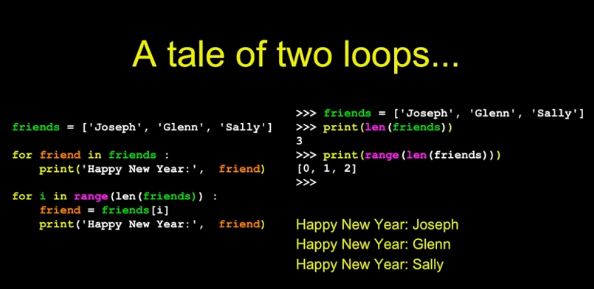 A tale of two loops...
friends = ['Joseph', 'Glenn', 'Sally']
for friend in friends :
    print('Happy New Year:',  friend)
for i in range(len(friends)) :
    friend = friends[i]
    print('Happy New Year:',  friend)
>>> friends = ['Joseph', 'Glenn', 'Sally']
>>> print(len(friends))
3
>>> print(range(len(friends)))
[0, 1, 2]
>>>
Happy New Year: Joseph
Happy New Year: Glenn
Happy New Year: Sally